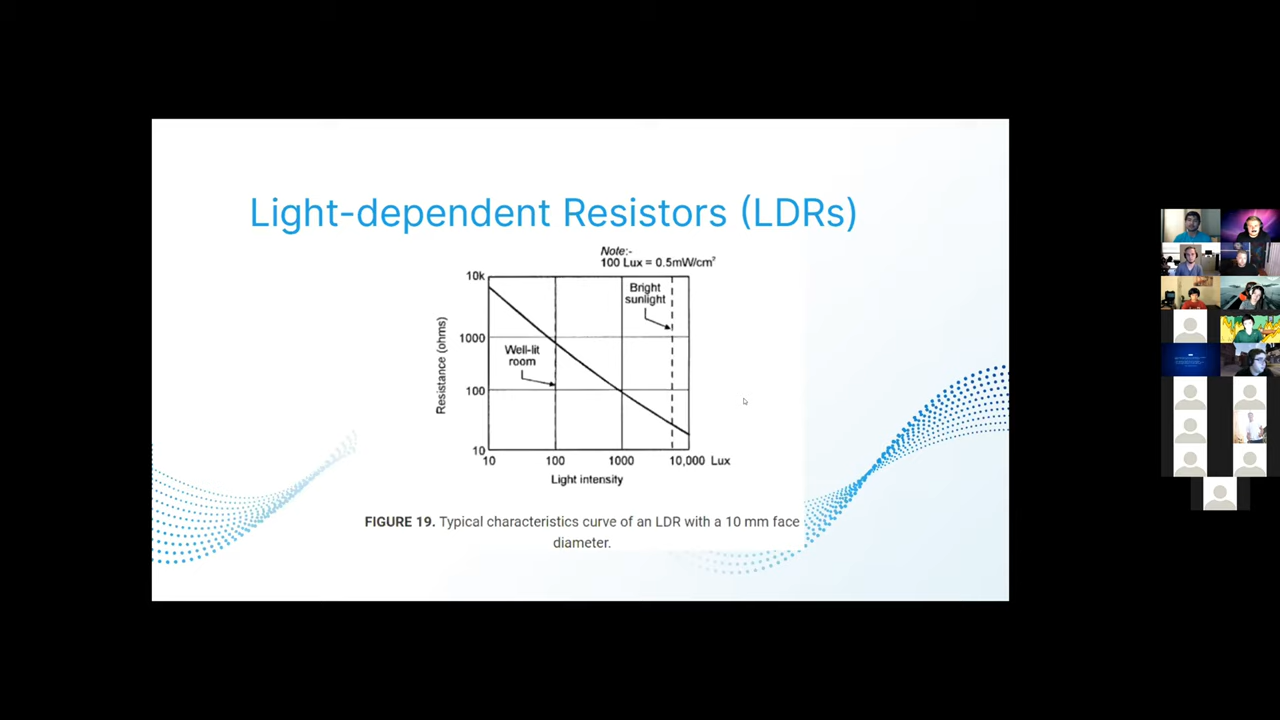 Light-dependent Resistors (LDRs)
Note:-
100 Lux = 0.5mW/cm²
10k
Bright
sunlight
1000
Well-lit
room
Resistance (ohms)
100
10
10 100 1000 10,000 Lux
Light intensity
FIGURE 19. Typical characteristics curve of an LDR with a 10 mm face
diameter.